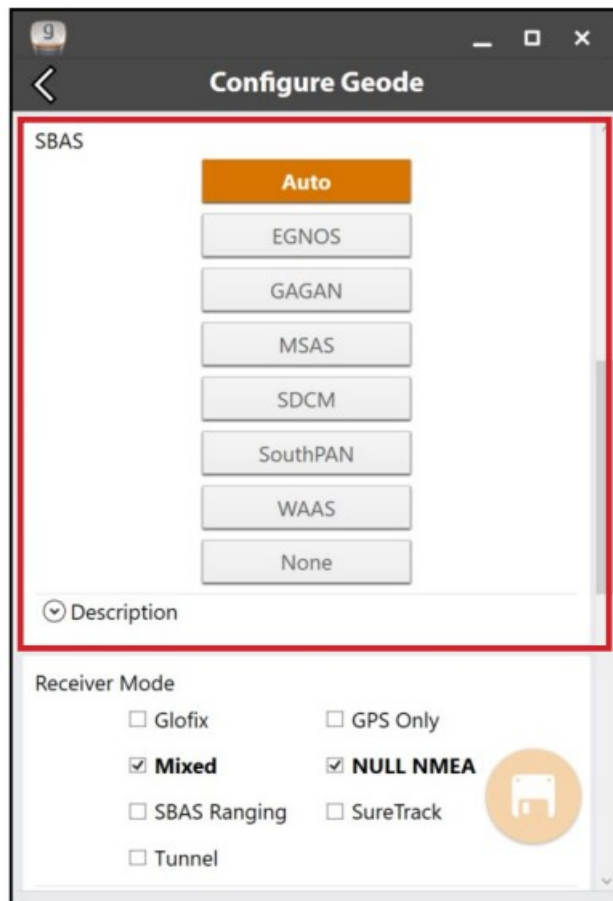 g
Configure Geode
SBAS
Auto
EGNOS
GAGAN
MSAS
SDCM
SouthPAN
WAAS
None
Description
Receiver Mode
Glofix GPS Only
Mixed NULL NMEA
SBAS Ranging SureTrack
Tunnel